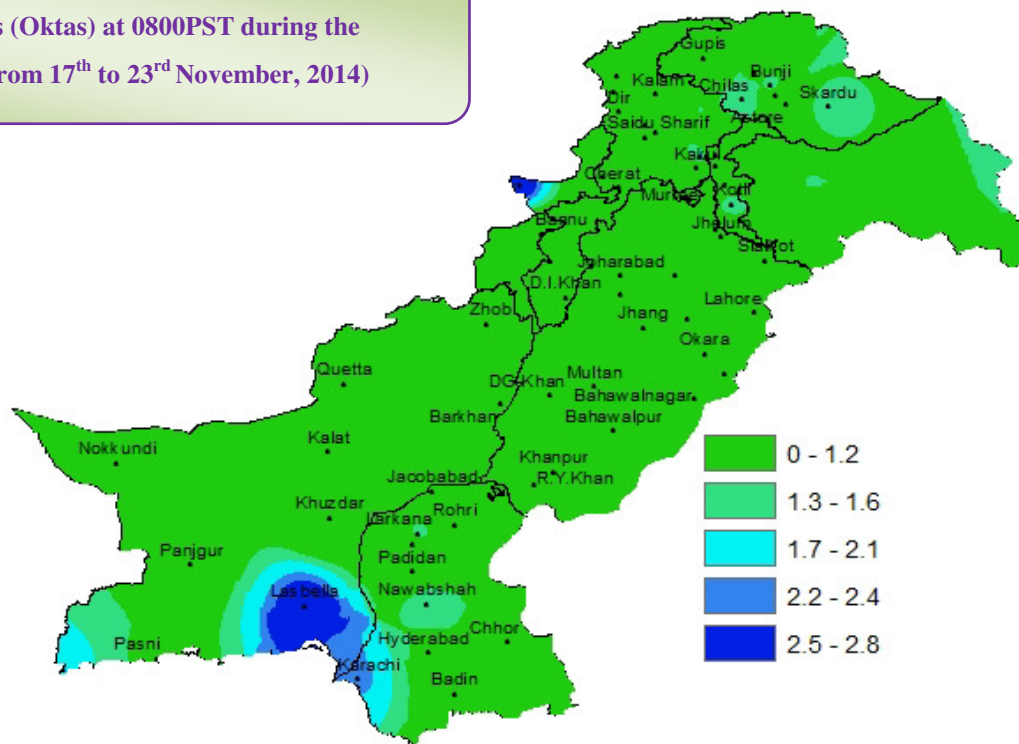 s (Oktas) at 0800PST during the
rom 17th to 23rd November, 2014)
Gupis
Bunji
Kalam
Chilas
Skardu
Dir
Astore
Saidu Sharif
Kakul
Cherat
Murree
Kotli
Jhelum
Bannu
Sialkot
Joharabad
D.I.Khan
Lahore
Zhob
Jhang
Okara
Quetta
Multan
DG Khan
Bahawalnagar
Barkhan
Bahawalpur
Kalat
Nokkundi
Khanpur
Jacobabad
R.Y.Khan
Khuzdar
Rohri
Larkana
Panjgur
Padidan
Lasbella
Nawabshah
Chhor
Pasni
Hyderabad
Karachi
Badin
0 - 1.2
1.3 - 1.6
1.7 - 2.1
2.2 - 2.4
2.5 - 2.8